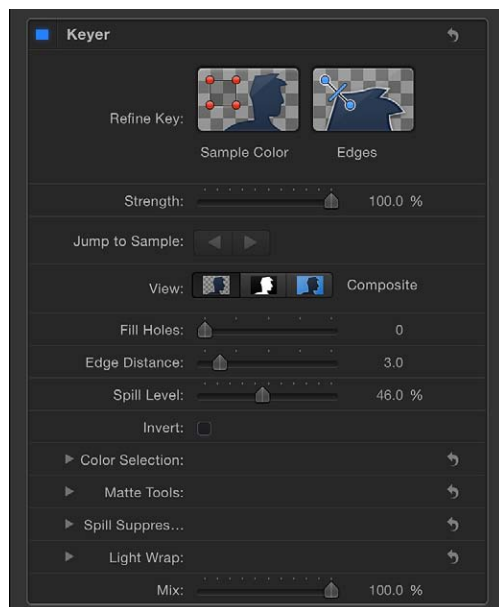 Keyer
Refine Key:
Sample Color Edges
Strength: 100.0 %
Jump to Sample:
View: Composite
Fill Holes: 0
Edge Distance: 3.0
Spill Level: 46.0 %
Invert:
Color Selection:
Matte Tools:
Spill Suppres...
Light Wrap:
Mix: 100.0 %